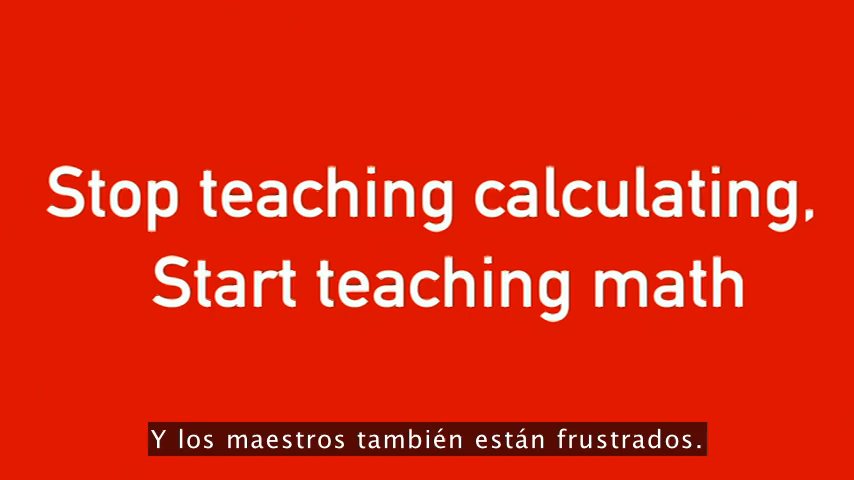 Stop teaching calculating,
Start teaching math
Y los maestros también están frustrados.